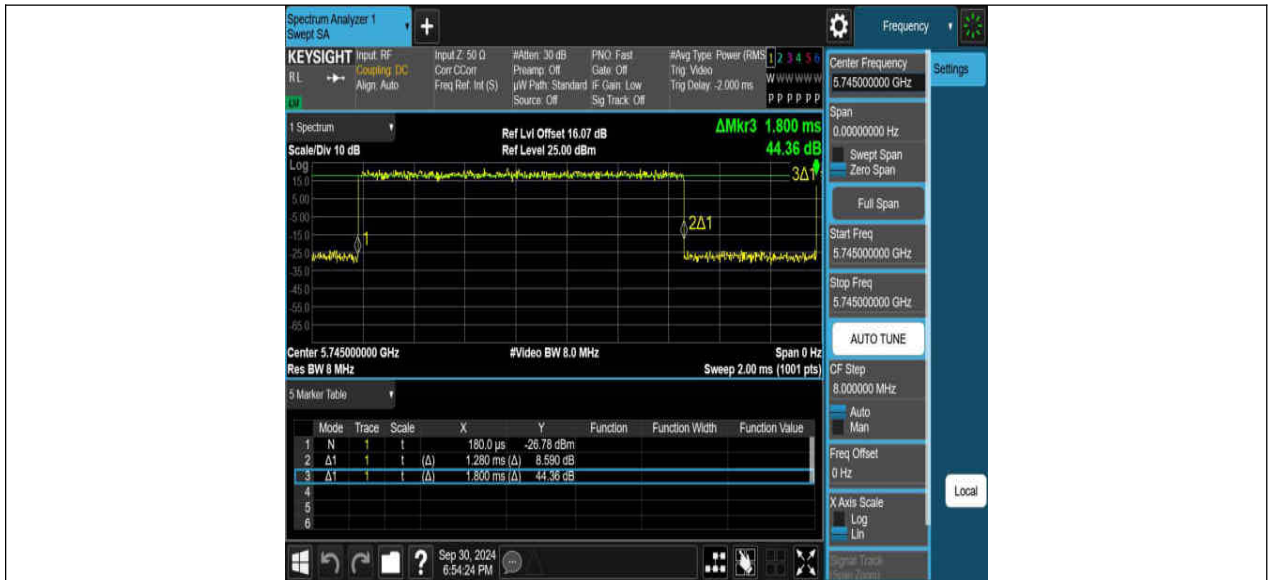 Spectrum Analyzer 1
Swept SA
+
Frequency
KEYSIGHT
Input: RF
Coupling: DC
Align: Auto
Input Z: 50 Ω
Corr CCorr
Freq Ref: Int (S)
#Atten: 30 dB
Preamp: Off
µW Path: Standard
Source: Off
PNO: Fast
Gate: Off
IF Gain: Low
Sig Track: Off
#Avg Type: Power (RMS
Trig: Video
Trig Delay: -2.000 ms
1 2 3 4 5 6
W W W W W W
P P P P P P
RL
Center Frequency
5.745000000 GHz
Settings
Span
0.00000000 Hz
Swept Span
Zero Span
Full Span
Start Freq
5.745000000 GHz
Stop Freq
5.745000000 GHz
AUTO TUNE
CF Step
8.000000 MHz
Auto
Man
Freq Offset
0 Hz
X Axis Scale
Log
Lin
Signal Track
(Span Zoom)
Local
1 Spectrum
Scale/Div 10 dB
Ref Lvl Offset 16.07 dB
Ref Level 25.00 dBm
ΔMkr3 1.800 ms
44.36 dB
Log
15.0
5.00
-5.00
-15.0
-25.0
-35.0
-45.0
-55.0
-65.0
1
2Δ1
3Δ1
Center 5.745000000 GHz
Res BW 8 MHz
#Video BW 8.0 MHz
Span 0 Hz
Sweep 2.00 ms (1001 pts)
5 Marker Table
Mode Trace Scale X Y Function Function Width Function Value
1 N 1 t 180.0 µs -26.78 dBm
2 Δ1 1 t (Δ) 1.280 ms (Δ) 8.590 dB
3 Δ1 1 t (Δ) 1.800 ms (Δ) 44.36 dB
4
5
6
?
Sep 30, 2024
6:54:24 PM